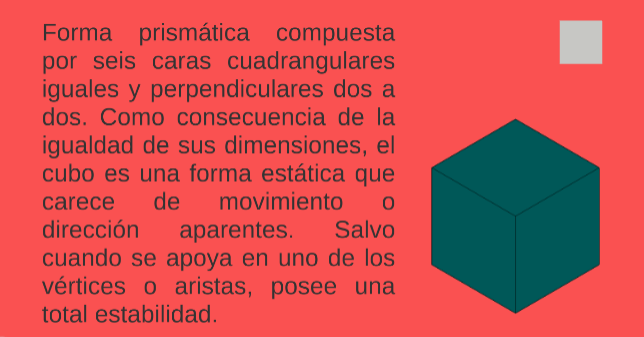 Forma prismática compuesta
por seis caras cuadrangulares
iguales y perpendiculares dos a
dos. Como consecuencia de la
igualdad de sus dimensiones, el
cubo es una forma estática que
carece de movimiento o
dirección aparentes. Salvo
cuando se apoya en uno de los
vértices o aristas, posee una
total estabilidad.